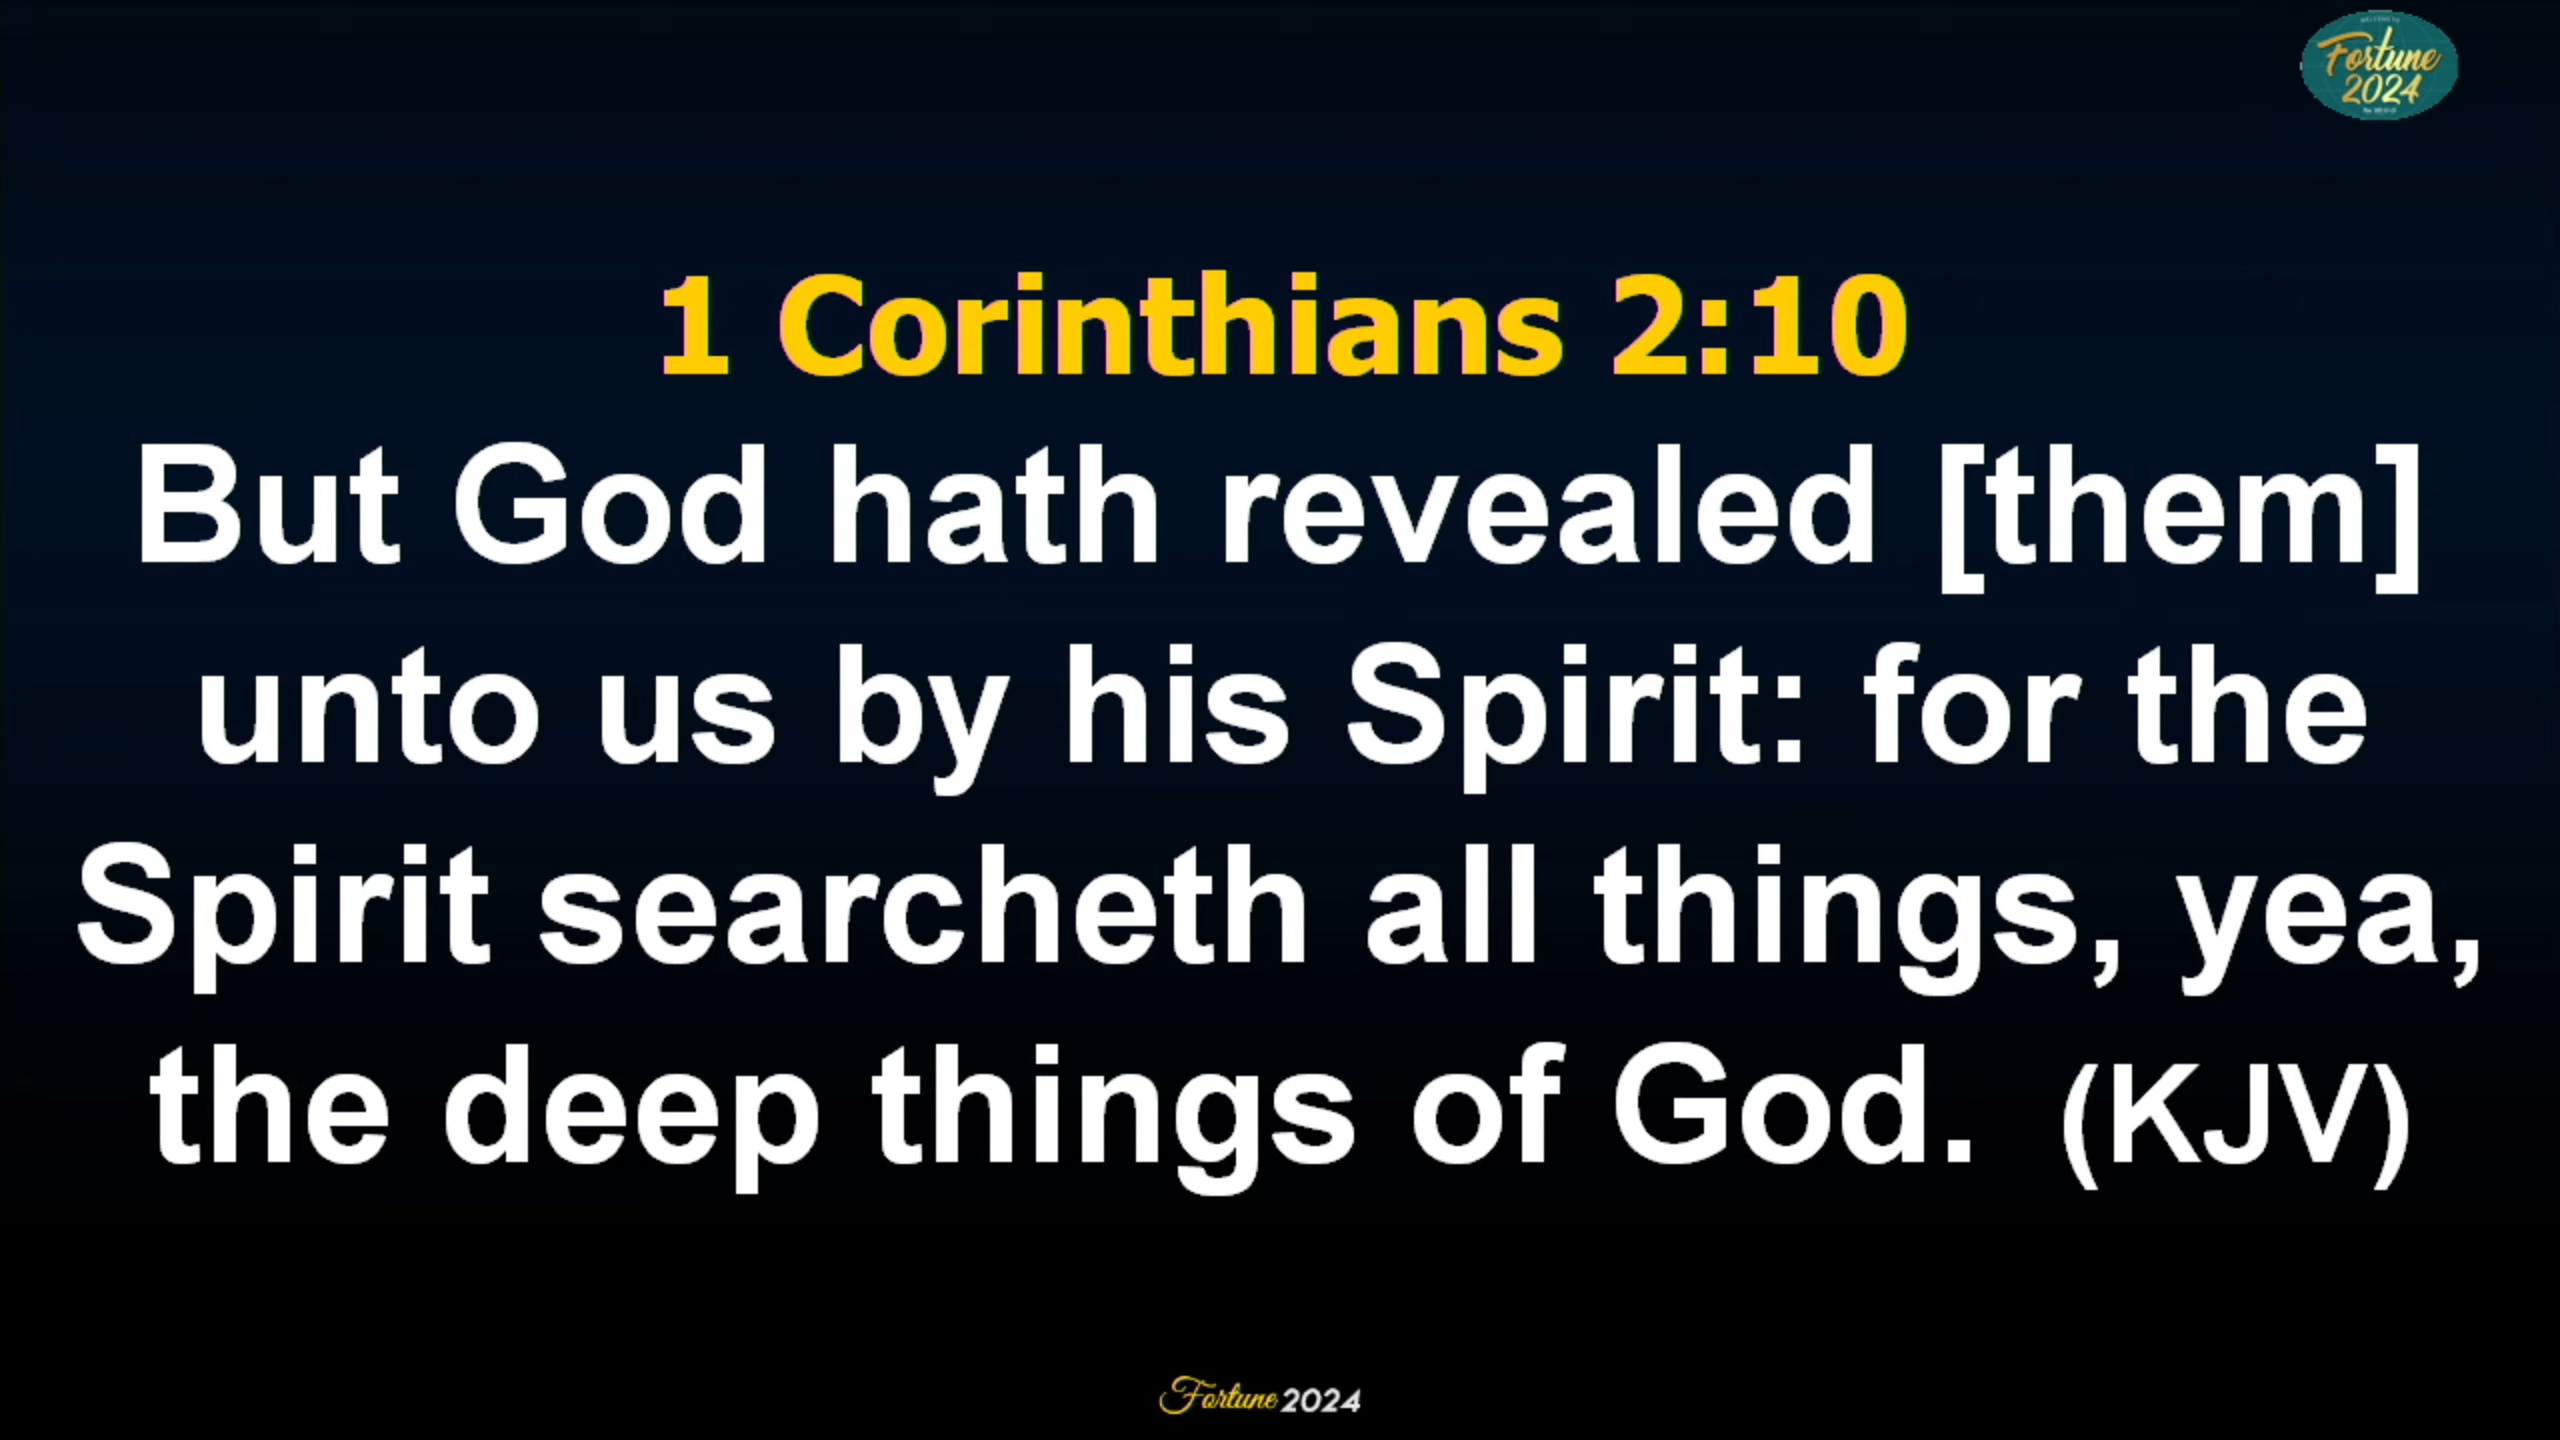 Fortune
2024
1 Corinthians 2:10
But God hath revealed [them]
unto us by his Spirit: for the
Spirit searcheth all things, yea,
the deep things of God. (KJV)
Fortune 2024